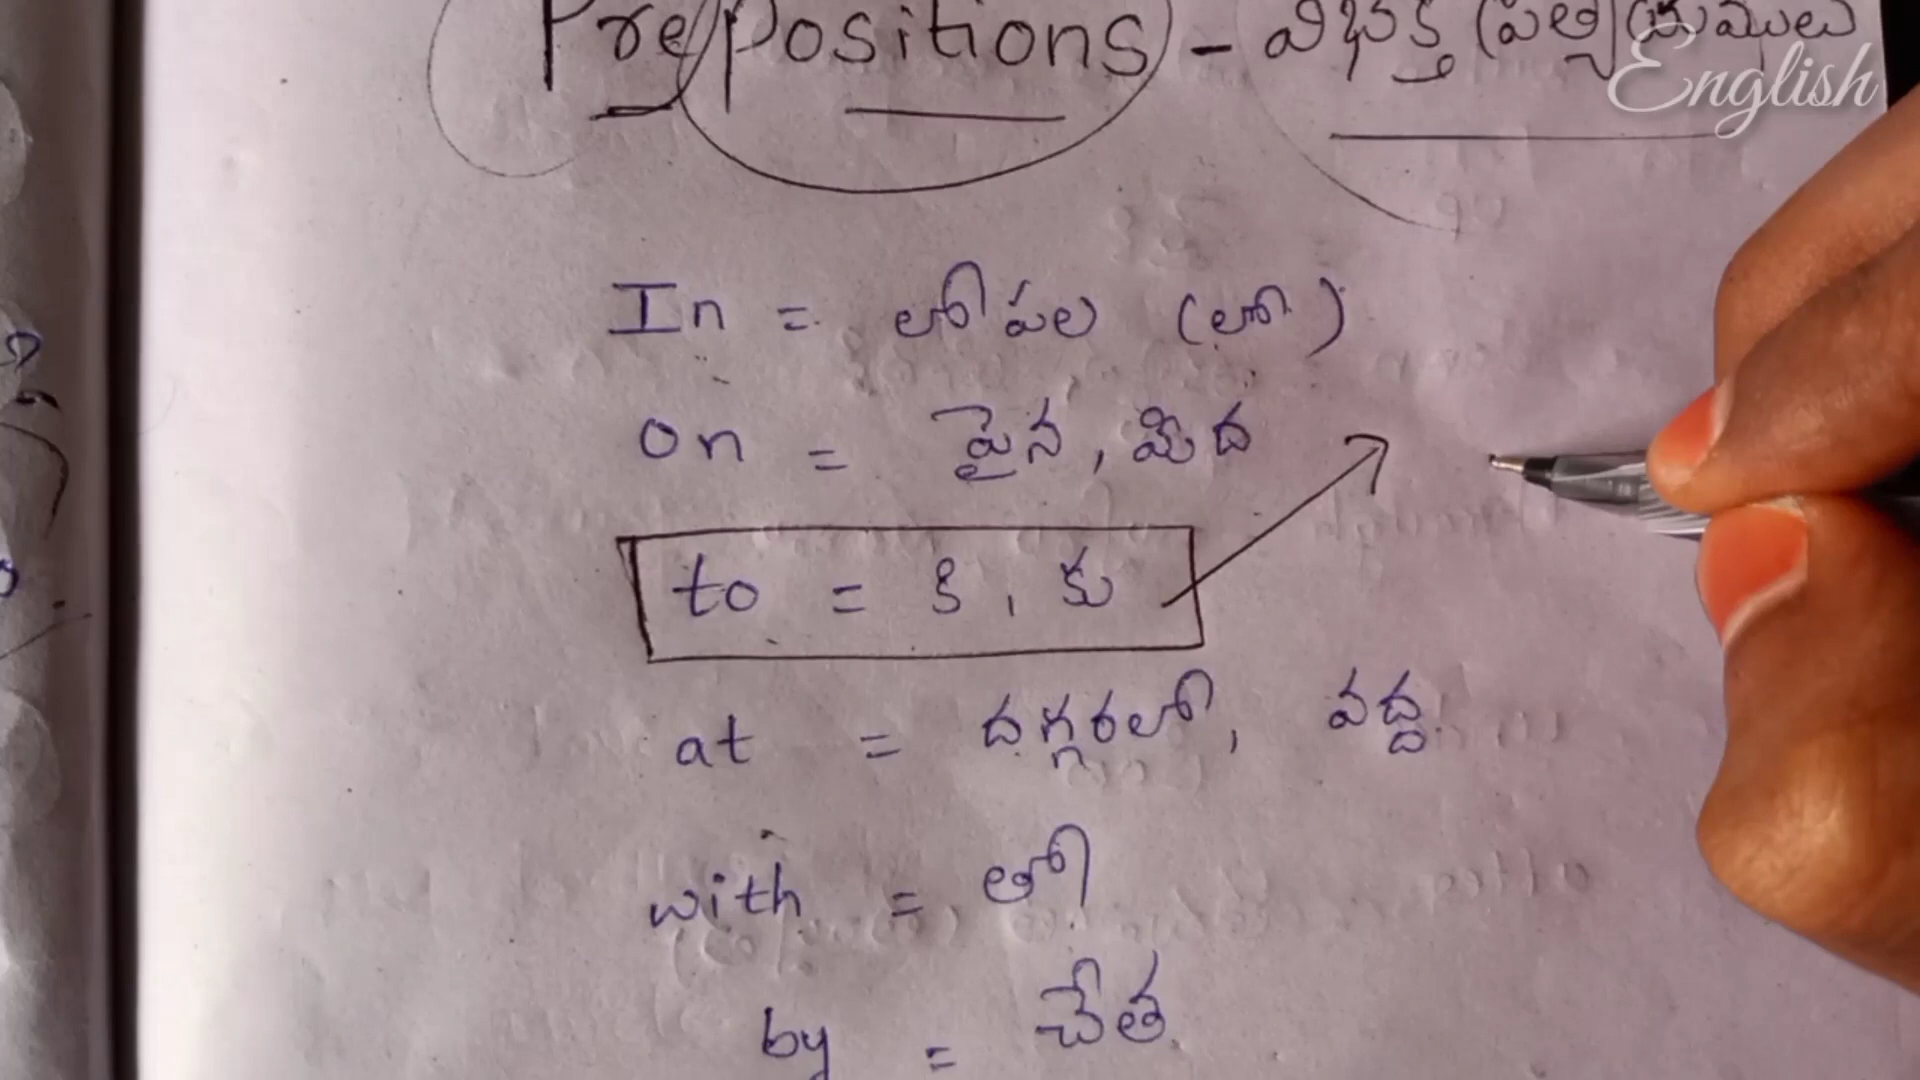 Prepositions - విభక్తి ప్రత్యయములు
English
In = లోపల (లో)
on = పైన, మీద
to = కి, కు
at = దగ్గరలో, వద్ద
with = తో
by = చేత